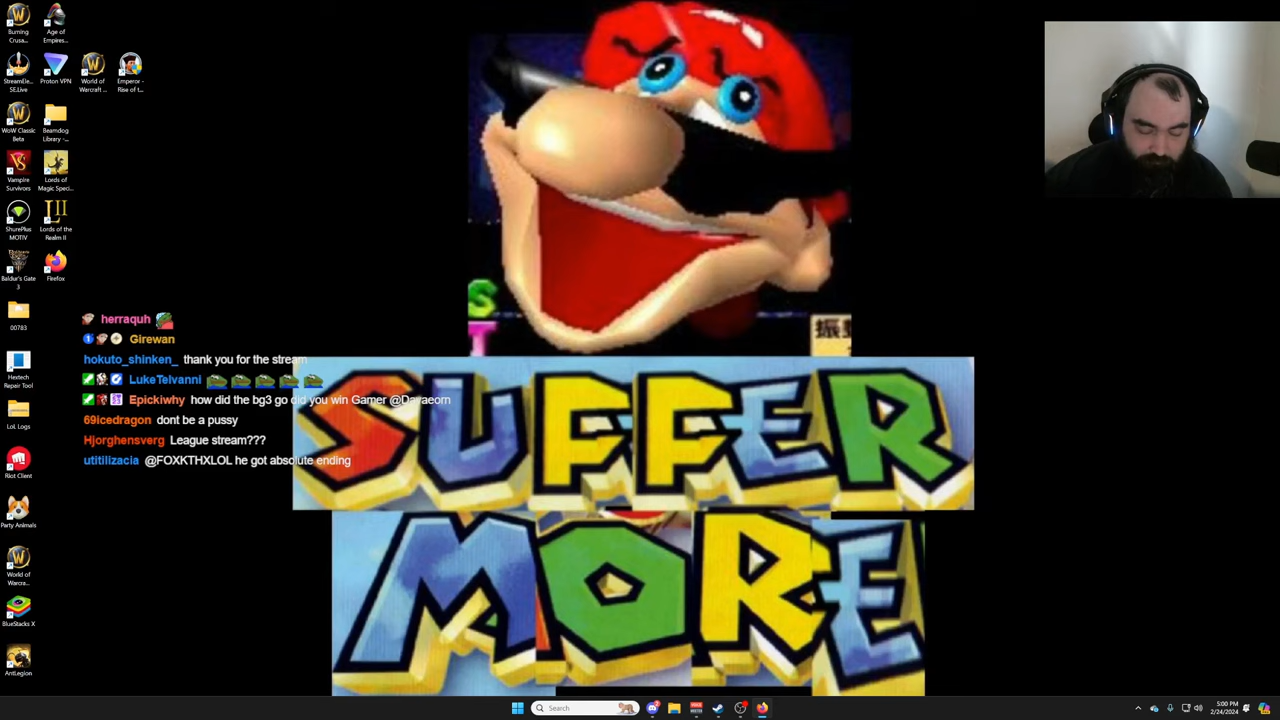 Burning
Crusa...
Age of
Empires...
StreamEle...
SE.Live
Proton VPN
World of
Warcraft ...
Emperor -
Rise of t...
WoW Classic
Beta
Beamdog
Library -...
Vampire
Survivors
Lords of
Magic Speci...
ShurePlus
MOTIV
Lords of the
Realm II
Baldur's Gate
3
Firefox
00783
Hextech
Repair Tool
LoL Logs
Riot Client
Party Animals
World of
Warcra...
BlueStacks X
AntLegion
herraquh
Girewan
hokuto_shinken_ thank you for the stream
LukeTelvanni
Epickiwhy how did the bg3 go did you win Gamer @Dayaeorn
69icedragon dont be a pussy
Hjorghensverg League stream???
utitilizacia @FOXKTHXLOL he got absolute ending
S
T
SUFFER
MORE
Search
5:00 PM
2/24/2024